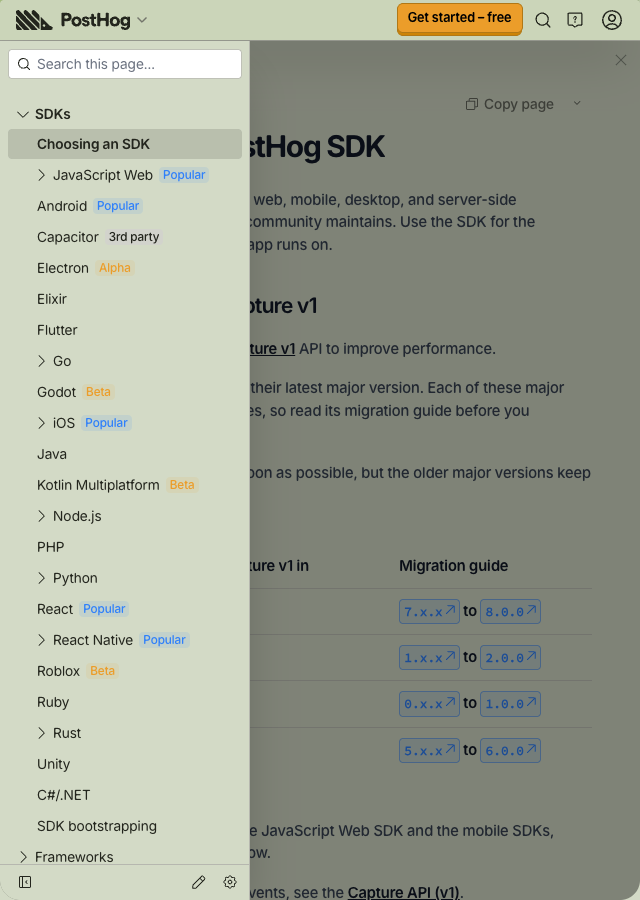 PostHog
Get started – free
Search this page...
SDKs
Choosing an SDK
JavaScript Web Popular
Android Popular
Capacitor 3rd party
Electron Alpha
Elixir
Flutter
Go
Godot Beta
iOS Popular
Java
Kotlin Multiplatform Beta
Node.js
PHP
Python
React Popular
React Native Popular
Roblox Beta
Ruby
Rust
Unity
C#/.NET
SDK bootstrapping
Frameworks
Copy page
stHog SDK
web, mobile, desktop, and server-side
community maintains. Use the SDK for the
app runs on.
pture v1
ture v1 API to improve performance.
their latest major version. Each of these major
es, so read its migration guide before you
oon as possible, but the older major versions keep
ture v1 in Migration guide
7.x.x to 8.0.0
1.x.x to 2.0.0
0.x.x to 1.0.0
5.x.x to 6.0.0
e JavaScript Web SDK and the mobile SDKs,
ow.
vents, see the Capture API (v1).